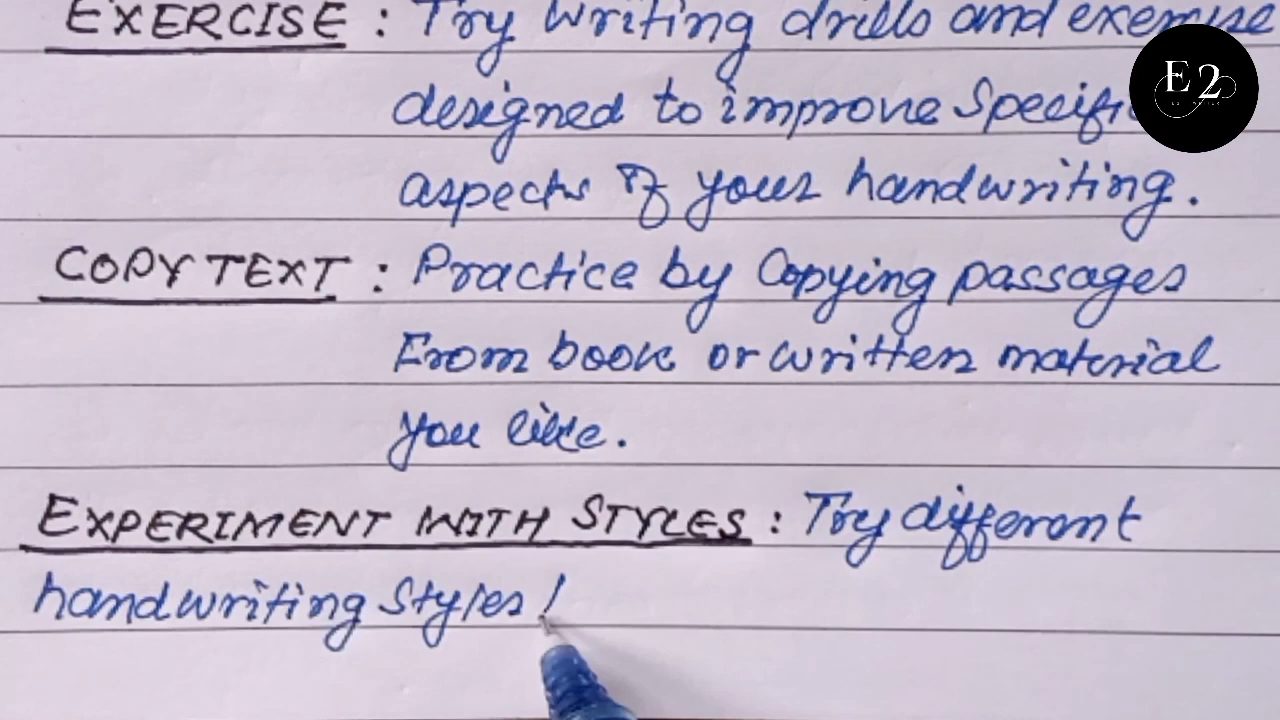 EXERCISE : Try writing drills and exercise
designed to improve Specific
aspects of your handwriting.
COPY TEXT : Practice by Copying passages
From book or written material
you like.
EXPERIMENT WITH STYLES : Try different
handwriting Styles
E2